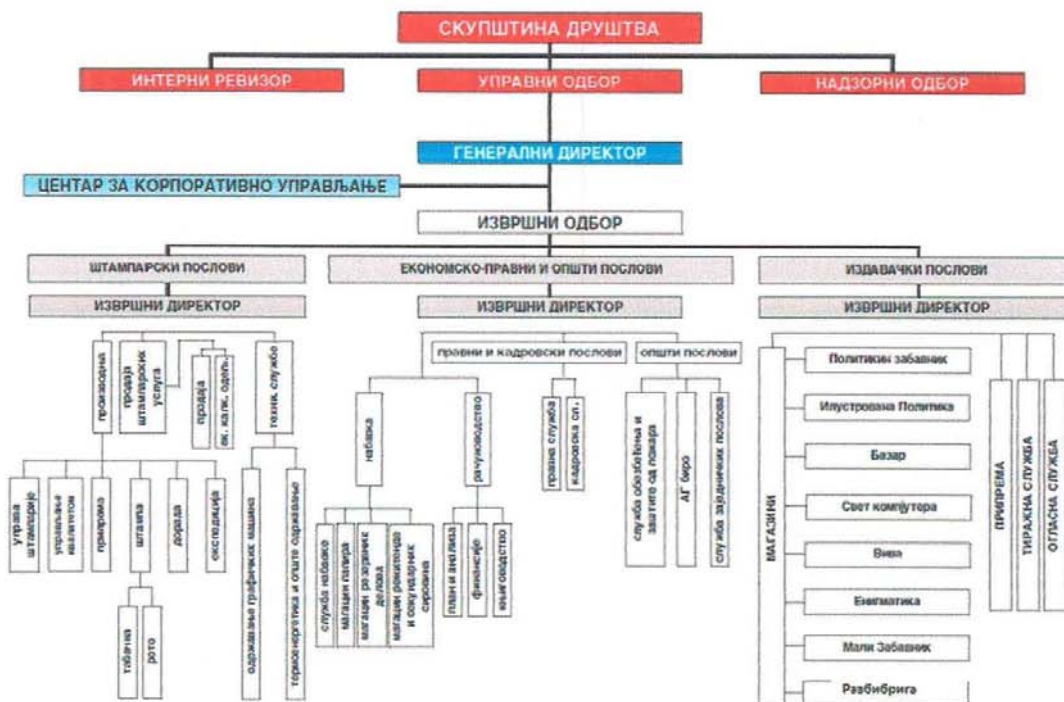 СКУПШТИНА ДРУШТВА
ИНТЕРНИ РЕВИЗОР
УПРАВНИ ОДБОР
НАДЗОРНИ ОДБОР
ГЕНЕРАЛНИ ДИРЕКТОР
ЦЕНТАР ЗА КОРПОРАТИВНО УПРАВЉАЊЕ
ИЗВРШНИ ОДБОР
ШТАМПАРСКИ ПОСЛОВИ
ЕКОНОМСКО-ПРАВНИ И ОПШТИ ПОСЛОВИ
ИЗДАВАЧКИ ПОСЛОВИ
ИЗВРШНИ ДИРЕКТОР
ИЗВРШНИ ДИРЕКТОР
ИЗВРШНИ ДИРЕКТОР
производња
продаја
штампарских
услуга
продаја
ек. калк. одељ.
техн. службе
управа
штампарије
управљање
квалитетом
припрема
штампа
дорада
експедиција
табачна
рото
одржавање графичких машина
термоенергетика и опште одржавање
правни и кадровски послови
општи послови
набавка
рачуноводство
правна служба
кадровска сл.
служба обезбеђења и
заштите од пожара
АГ биро
служба заједничких послова
служба набавке
магацин папира
магацин резервних
делова
магацин репитенде
и секундарних
сировина
план и анализа
финансије
књиговодство
МАГАЗИНИ
Политикин забавник
Илустрована Политика
Базар
Свет компјутера
Вива
Енигматика
Мали Забавник
Разбибрига
ПРИПРЕМА
ТИРАЖНА СЛУЖБА
ОГЛАСНА СЛУЖБА